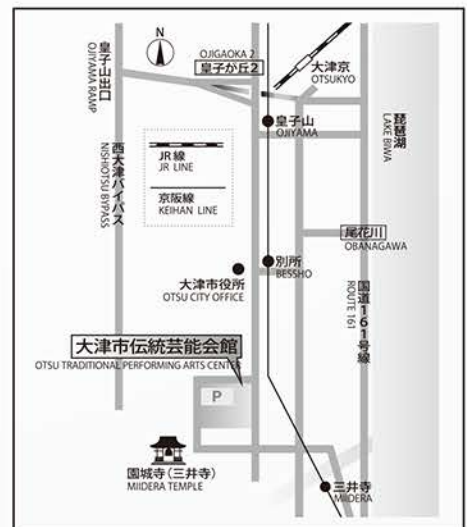 N
OJIGAOKA 2
皇子が丘2
大津京
OTSUKYO
皇子山出口
OJIYAMA RAMP
皇子山
OJIYAMA
琵琶湖
LAKE BIWA
西大津バイパス
NISHIOTSU BYPASS
JR線
JR LINE
京阪線
KEIHAN LINE
尾花川
OBANAGAWA
別所
BESSHO
大津市役所
OTSU CITY OFFICE
国道161号線
ROUTE 161
大津市伝統芸能会館
OTSU TRADITIONAL PERFORMING ARTS CENTER
P
園城寺(三井寺)
MIIDERA TEMPLE
三井寺
MIIDERA